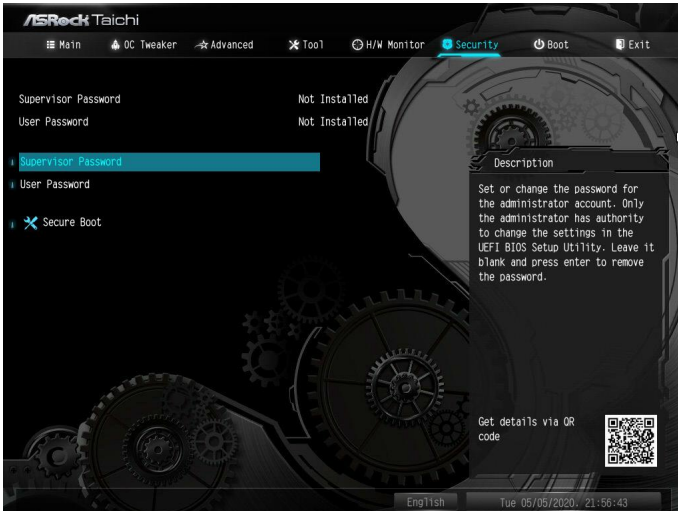 ASRock Taichi
Main OC Tweaker Advanced Tool H/W Monitor Security Boot Exit
Supervisor Password Not Installed
User Password Not Installed
Supervisor Password
User Password
Secure Boot
Description
Set or change the password for
the administrator account. Only
the administrator has authority
to change the settings in the
UEFI BIOS Setup Utility. Leave it
blank and press enter to remove
the password.
Get details via QR
code
English Tue 05/05/2020. 21:56:43